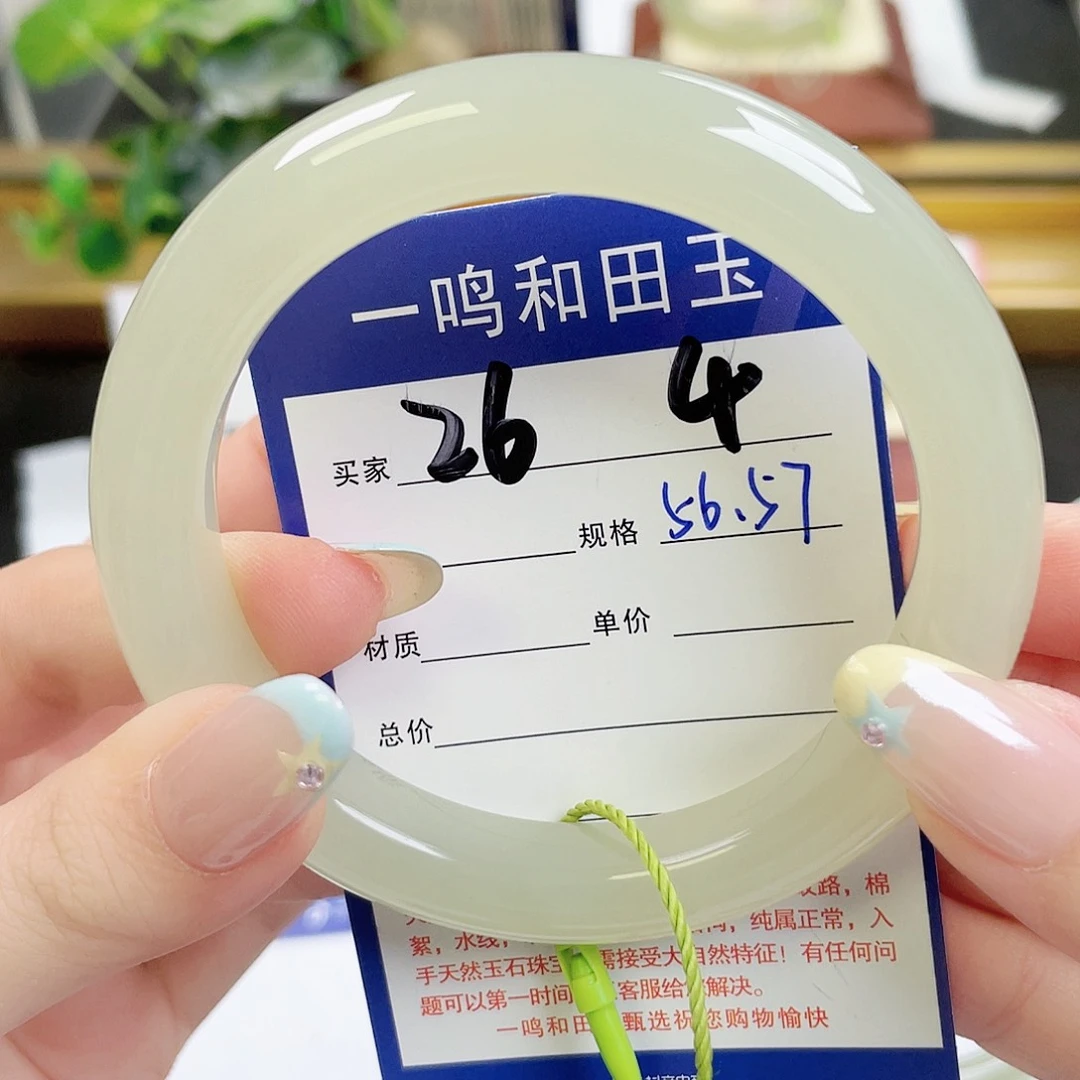 一鸣和田玉
买家 26 4
规格 56.57
材质 单价
总价
路，棉
絮，水线， 纯属正常，入
手天然玉石珠宝需接受大自然特征！有任何问
题可以第一时间 客服给 解决。
一鸣和田 甄选祝您购物愉快